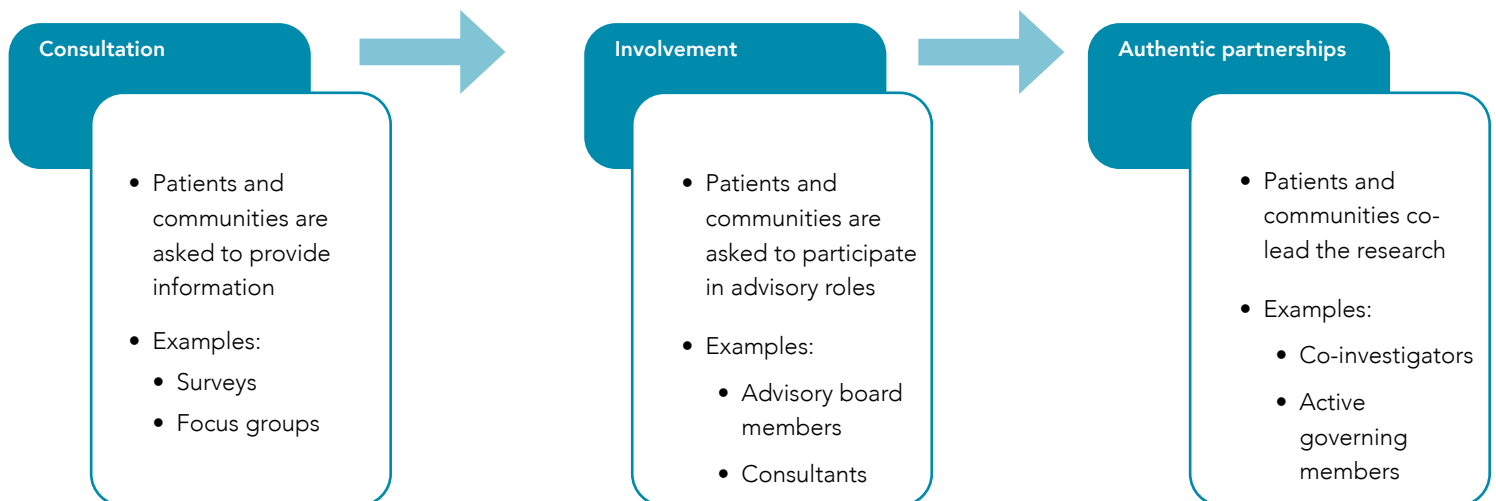 Consultation
• Patients and
communities are
asked to provide
information
• Examples:
• Surveys
• Focus groups
Involvement
• Patients and
communities are
asked to participate
in advisory roles
• Examples:
• Advisory board
members
• Consultants
Authentic partnerships
• Patients and
communities co-
lead the research
• Examples:
• Co-investigators
• Active
governing
members